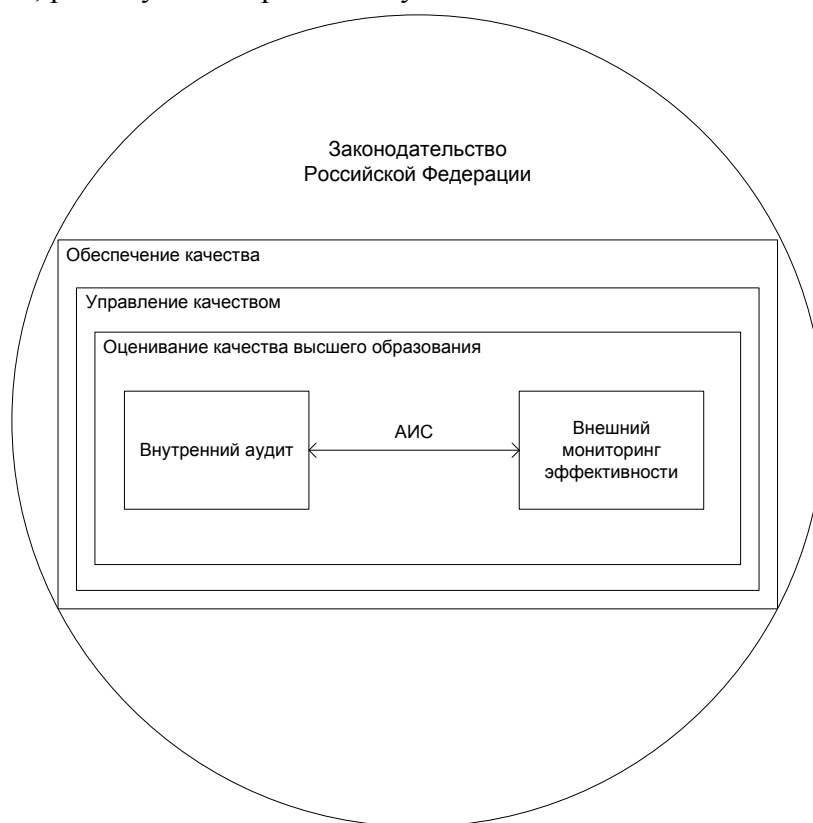 Законодательство
Российской Федерации
Обеспечение качества
Управление качеством
Оценивание качества высшего образования
Внутренний аудит
АИС
Внешний
мониторинг
эффективности